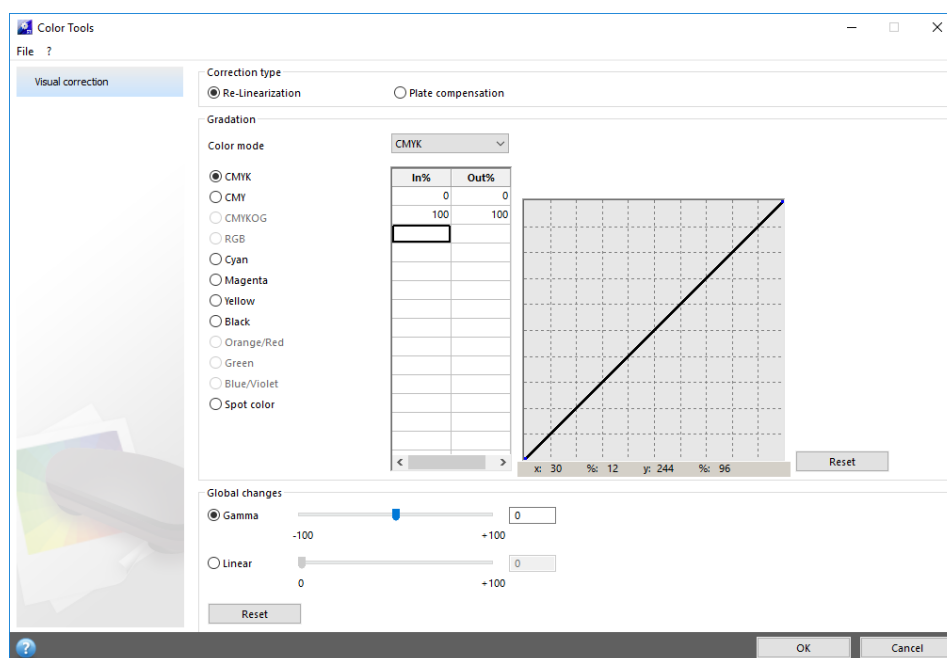 Color Tools
File ?
Visual correction
Correction type
Re-Linearization Plate compensation
Gradation
Color mode CMYK
CMYK
CMY
CMYKOG
RGB
Cyan
Magenta
Yellow
Black
Orange/Red
Green
Blue/Violet
Spot color
In% Out%
0 0
100 100
x: 30 %: 12 y: 244 %: 96
Reset
Global changes
Gamma 0
-100 +100
Linear 0
0 +100
Reset
?
OK Cancel